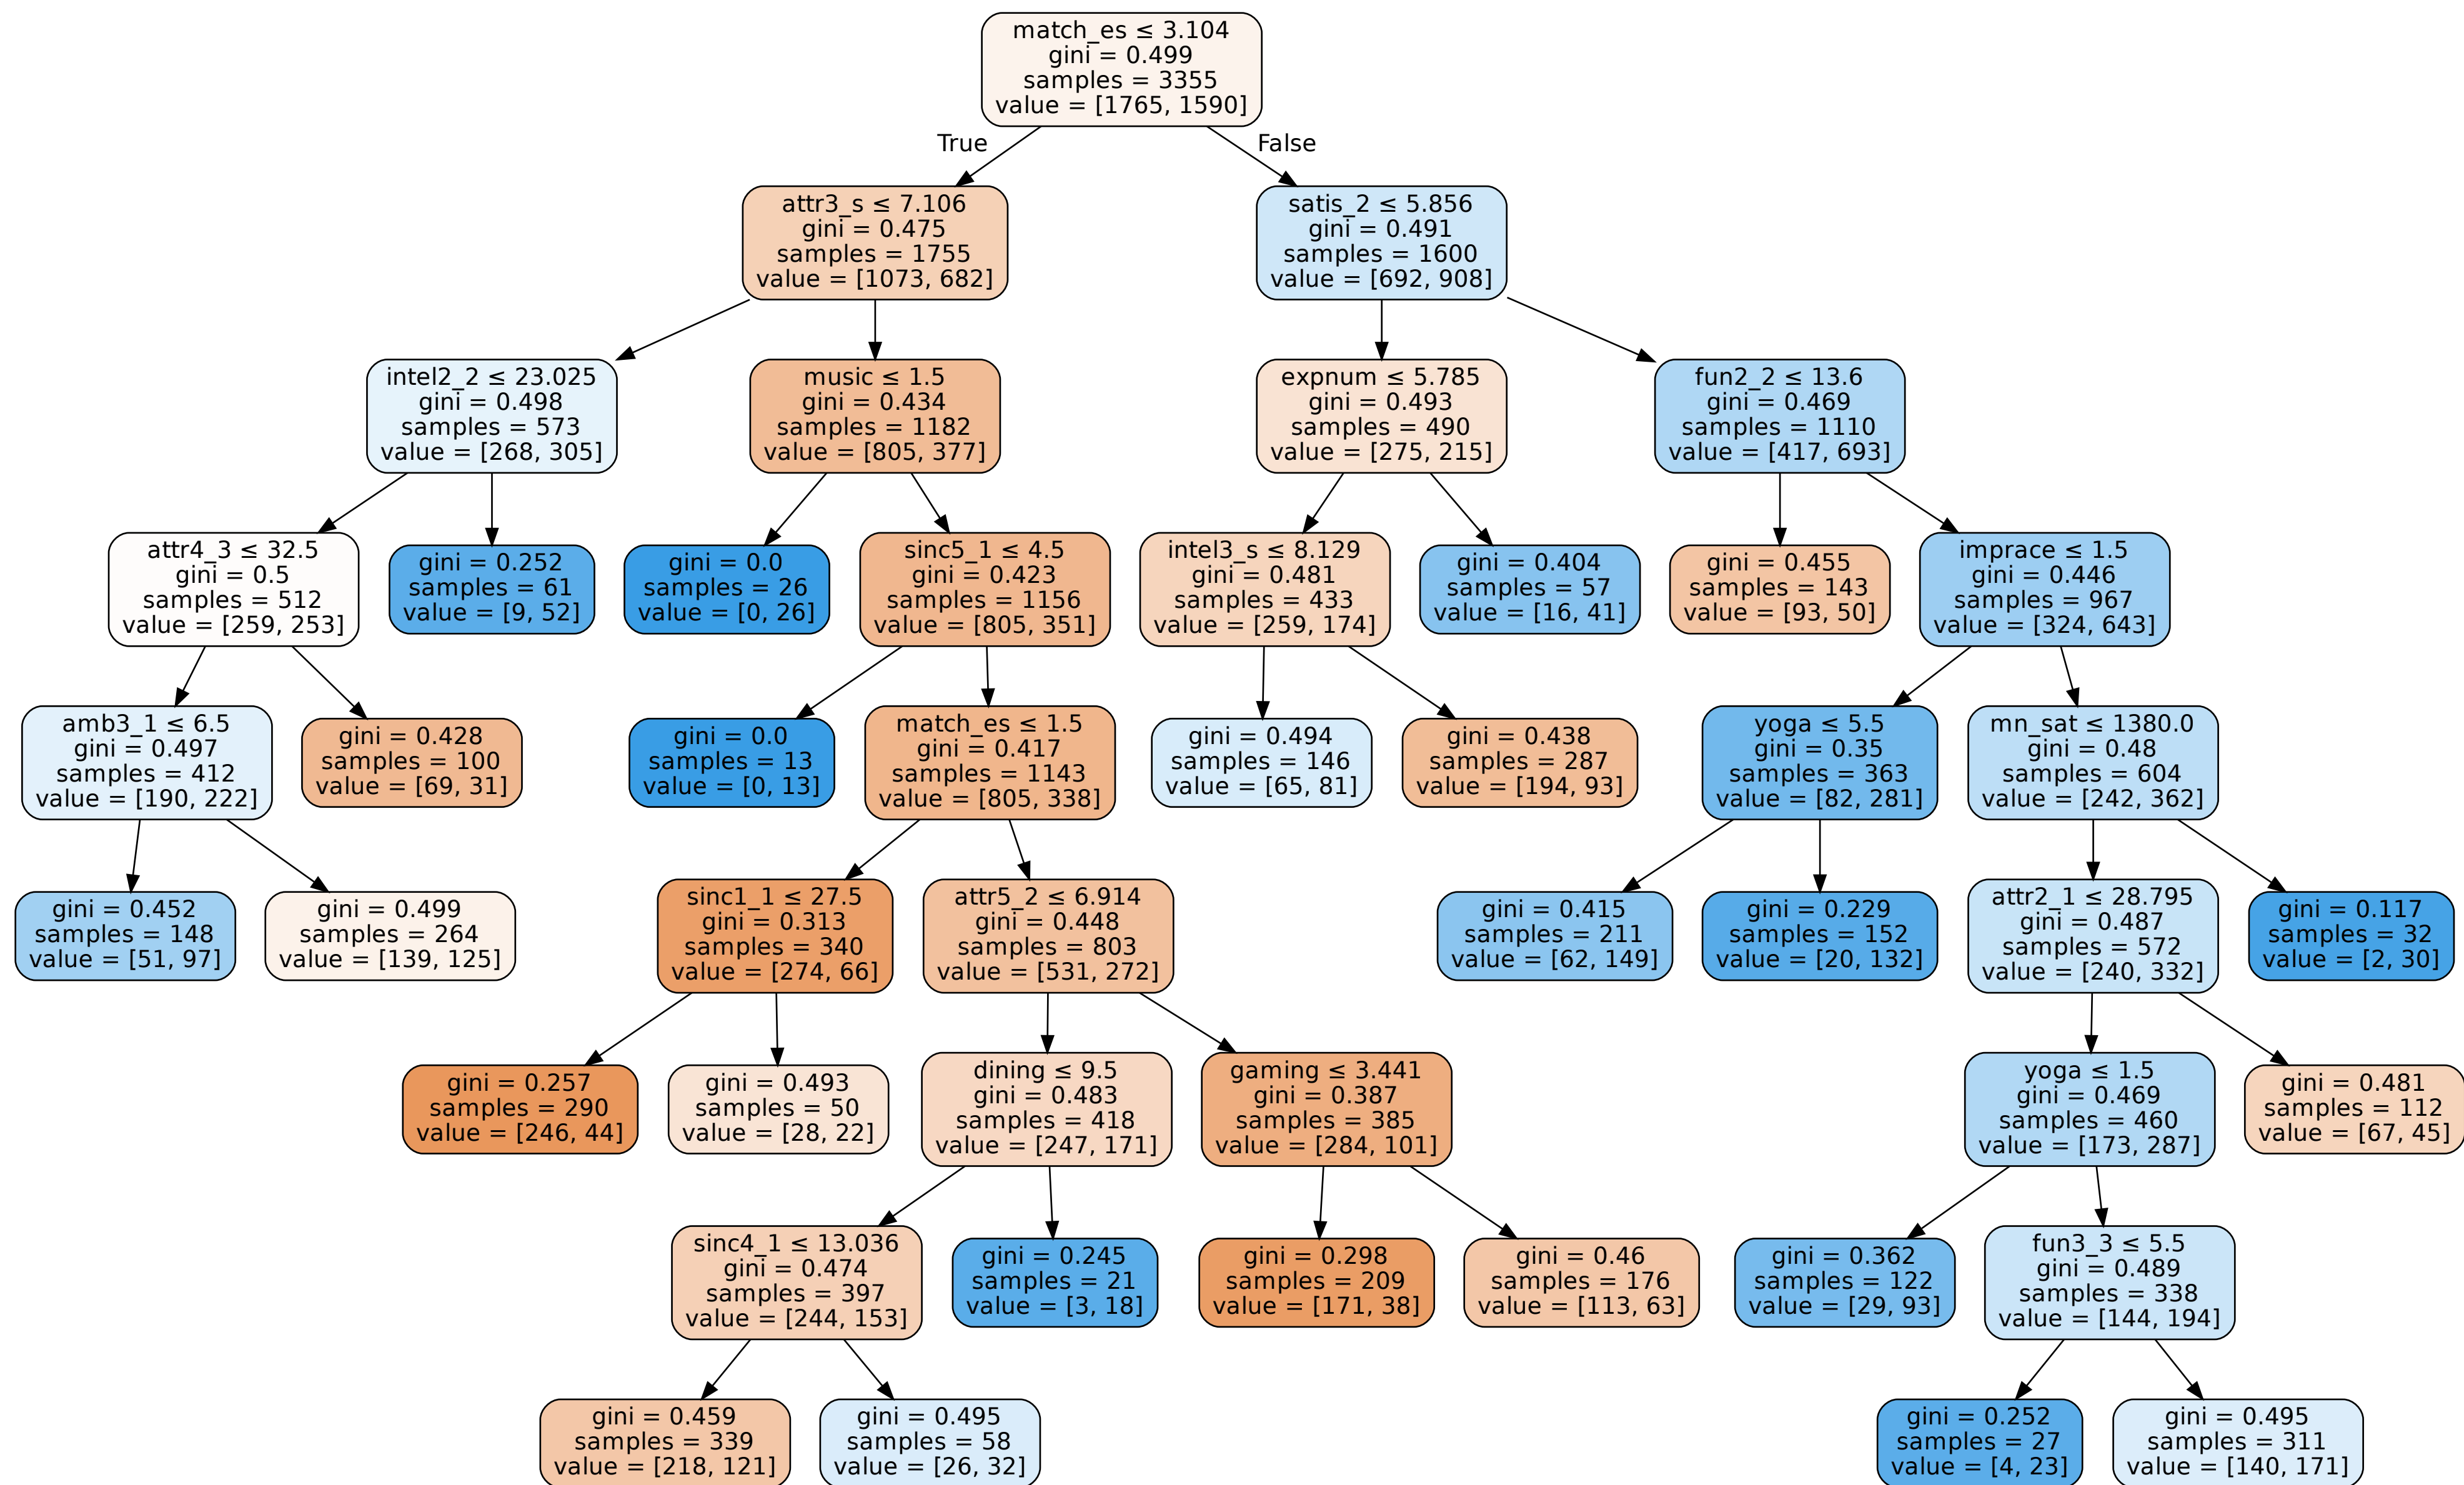 match_es ≤ 3.104
gini = 0.499
samples = 3355
value = [1765, 1590]
True
False
attr3_s ≤ 7.106
gini = 0.475
samples = 1755
value = [1073, 682]
satis_2 ≤ 5.856
gini = 0.491
samples = 1600
value = [692, 908]
intel2_2 ≤ 23.025
gini = 0.498
samples = 573
value = [268, 305]
music ≤ 1.5
gini = 0.434
samples = 1182
value = [805, 377]
expnum ≤ 5.785
gini = 0.493
samples = 490
value = [275, 215]
fun2_2 ≤ 13.6
gini = 0.469
samples = 1110
value = [417, 693]
attr4_3 ≤ 32.5
gini = 0.5
samples = 512
value = [259, 253]
gini = 0.252
samples = 61
value = [9, 52]
gini = 0.0
samples = 26
value = [0, 26]
sinc5_1 ≤ 4.5
gini = 0.423
samples = 1156
value = [805, 351]
intel3_s ≤ 8.129
gini = 0.481
samples = 433
value = [259, 174]
gini = 0.404
samples = 57
value = [16, 41]
gini = 0.455
samples = 143
value = [93, 50]
imprace ≤ 1.5
gini = 0.446
samples = 967
value = [324, 643]
amb3_1 ≤ 6.5
gini = 0.497
samples = 412
value = [190, 222]
gini = 0.428
samples = 100
value = [69, 31]
gini = 0.0
samples = 13
value = [0, 13]
match_es ≤ 1.5
gini = 0.417
samples = 1143
value = [805, 338]
gini = 0.494
samples = 146
value = [65, 81]
gini = 0.438
samples = 287
value = [194, 93]
yoga ≤ 5.5
gini = 0.35
samples = 363
value = [82, 281]
mn_sat ≤ 1380.0
gini = 0.48
samples = 604
value = [242, 362]
gini = 0.452
samples = 148
value = [51, 97]
gini = 0.499
samples = 264
value = [139, 125]
sinc1_1 ≤ 27.5
gini = 0.313
samples = 340
value = [274, 66]
attr5_2 ≤ 6.914
gini = 0.448
samples = 803
value = [531, 272]
gini = 0.415
samples = 211
value = [62, 149]
gini = 0.229
samples = 152
value = [20, 132]
attr2_1 ≤ 28.795
gini = 0.487
samples = 572
value = [240, 332]
gini = 0.117
samples = 32
value = [2, 30]
gini = 0.257
samples = 290
value = [246, 44]
gini = 0.493
samples = 50
value = [28, 22]
dining ≤ 9.5
gini = 0.483
samples = 418
value = [247, 171]
gaming ≤ 3.441
gini = 0.387
samples = 385
value = [284, 101]
yoga ≤ 1.5
gini = 0.469
samples = 460
value = [173, 287]
gini = 0.481
samples = 112
value = [67, 45]
sinc4_1 ≤ 13.036
gini = 0.474
samples = 397
value = [244, 153]
gini = 0.245
samples = 21
value = [3, 18]
gini = 0.298
samples = 209
value = [171, 38]
gini = 0.46
samples = 176
value = [113, 63]
gini = 0.362
samples = 122
value = [29, 93]
fun3_3 ≤ 5.5
gini = 0.489
samples = 338
value = [144, 194]
gini = 0.459
samples = 339
value = [218, 121]
gini = 0.495
samples = 58
value = [26, 32]
gini = 0.252
samples = 27
value = [4, 23]
gini = 0.495
samples = 311
value = [140, 171]